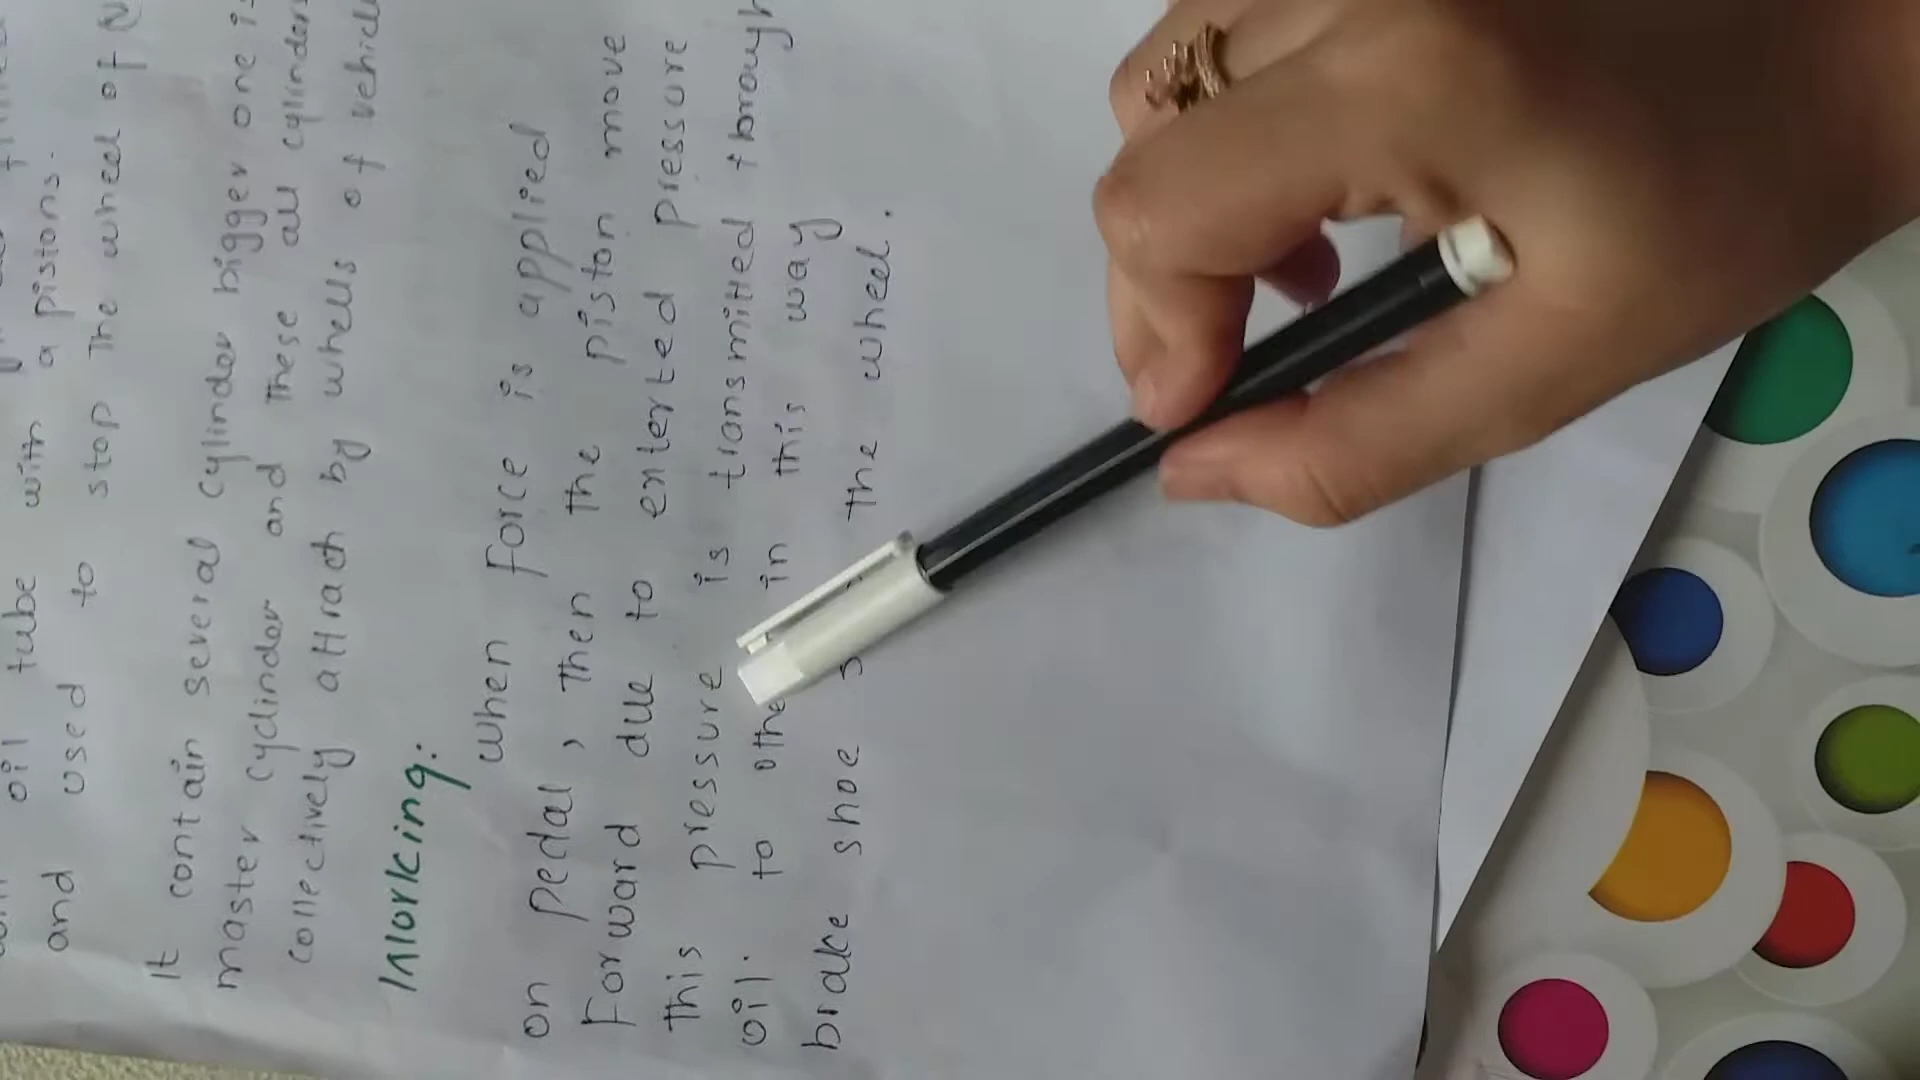 oil tube with
and used to stop The wheel of
a pistons.
It contain several cylinder bigger one is
master cylinder and These all cylinders
collectively attrach by wheels of vehicle
Working:
when force is applied
on pedal, Then the piston move
Forward due to enterted pressure
This pressure is transmitted through
oil. to othe in this way
brake shoe the wheel.